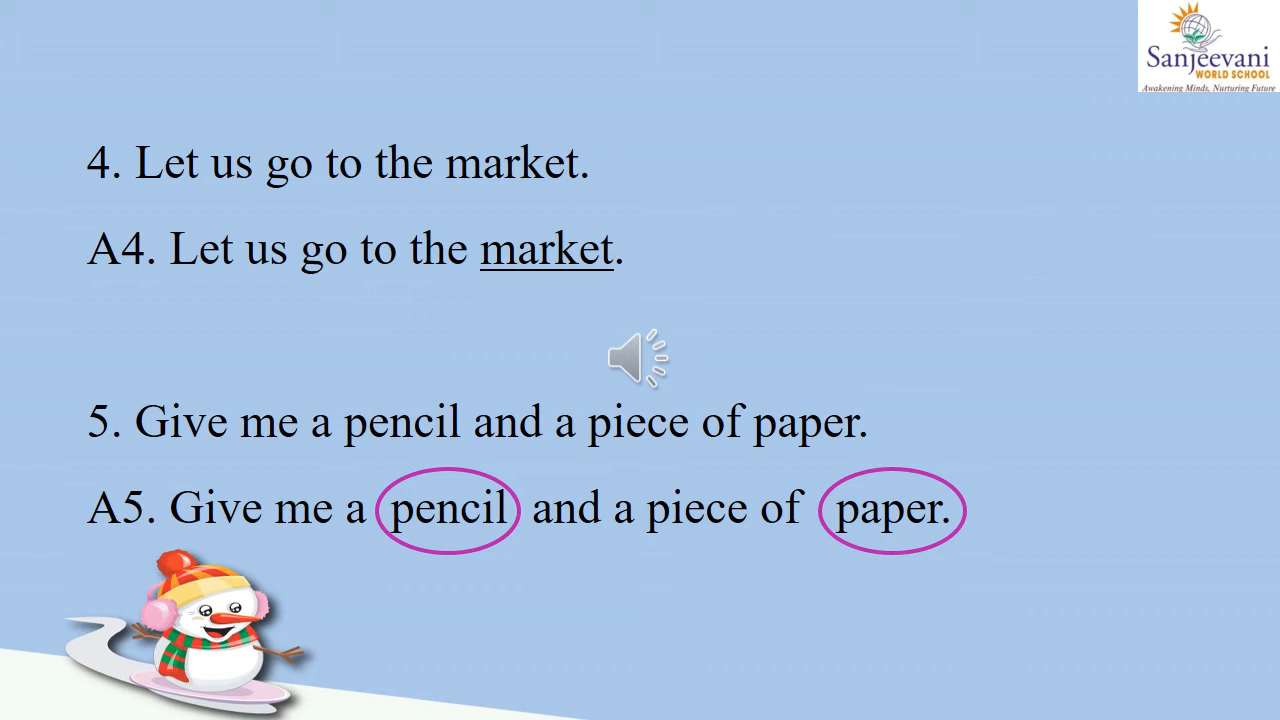 Sanjeevani
WORLD SCHOOL
Awakening Minds, Nurturing Future
4. Let us go to the market.
A4. Let us go to the market.
5. Give me a pencil and a piece of paper.
A5. Give me a pencil and a piece of paper.